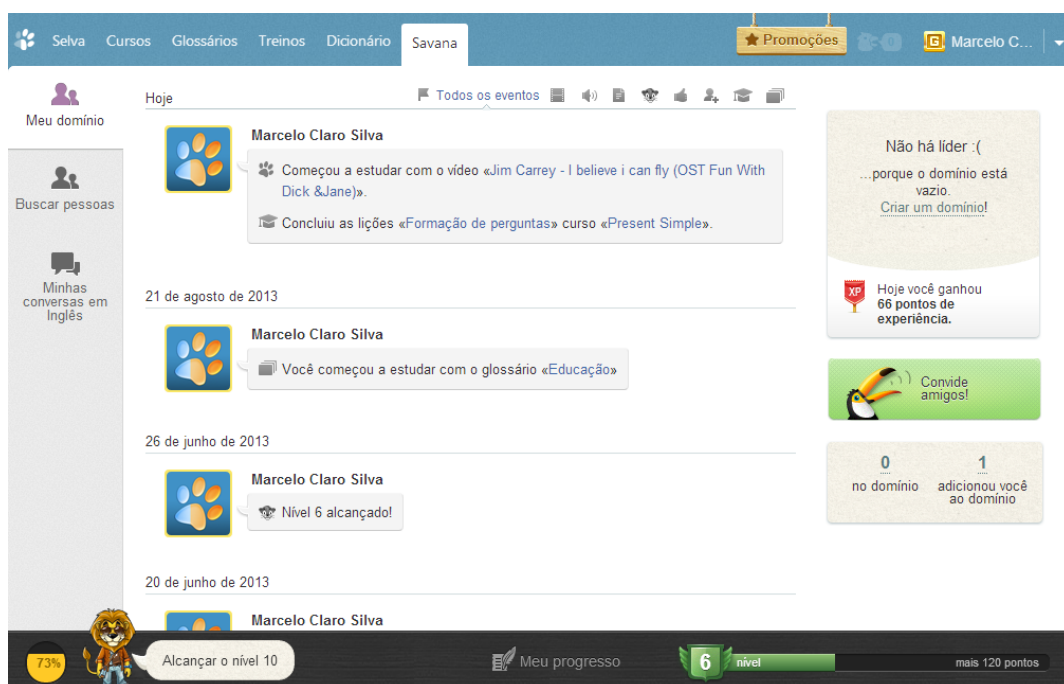 Selva Cursos Glossários Treinos Dicionário Savana Promoções 0 G Marcelo C...
Meu domínio
Buscar pessoas
Minhas
conversas em
Inglês
Hoje Todos os eventos
Marcelo Claro Silva
Começou a estudar com o vídeo «Jim Carrey - I believe i can fly (OST Fun With
Dick &Jane)».
Concluiu as lições «Formação de perguntas» curso «Present Simple».
21 de agosto de 2013
Marcelo Claro Silva
Você começou a estudar com o glossário «Educação»
26 de junho de 2013
Marcelo Claro Silva
Nível 6 alcançado!
20 de junho de 2013
Marcelo Claro Silva
Não há líder :(
...porque o domínio está
vazio.
Criar um domínio!
XP
Hoje você ganhou
66 pontos de
experiência.
Convide
amigos!
0 1
no domínio adicionou você
ao domínio
73% Alcançar o nível 10 Meu progresso 6 nível mais 120 pontos